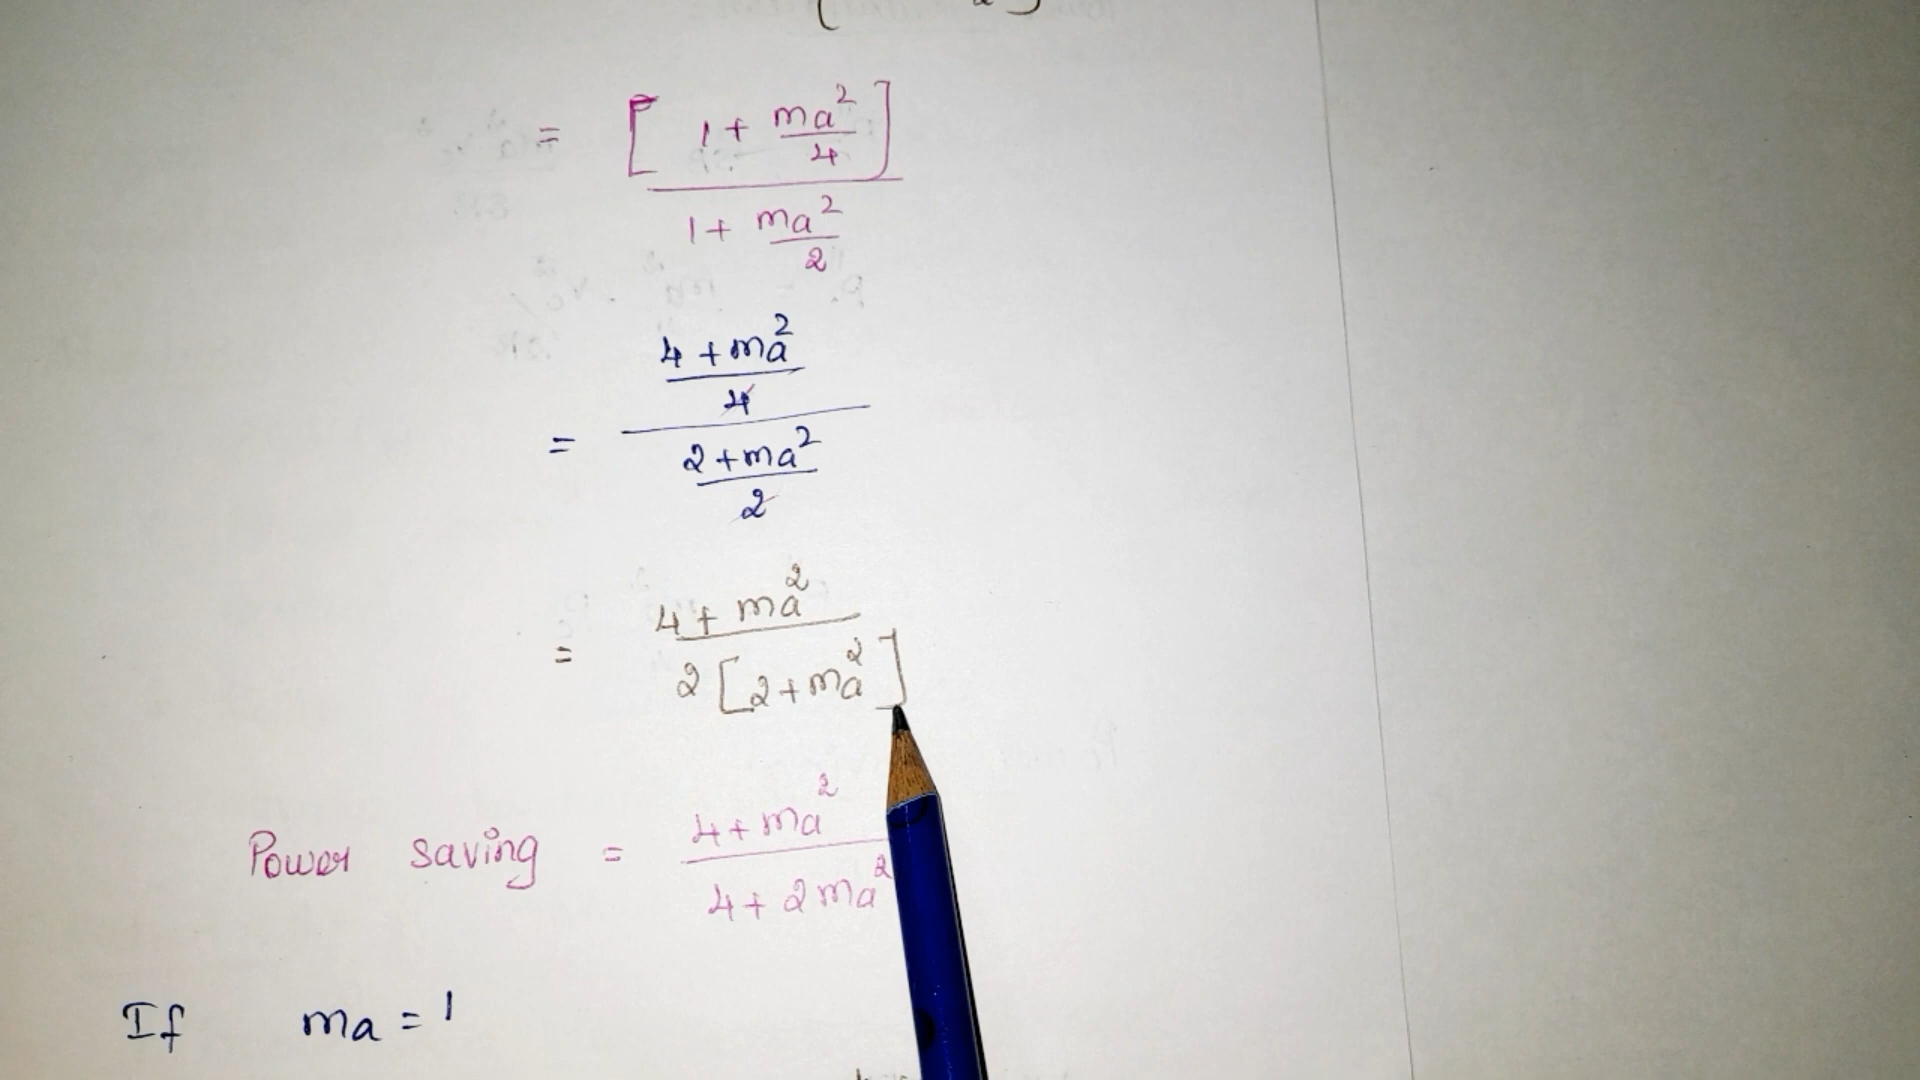 = [1 + ma²/4] / 1 + ma²/2
= (4 + ma²)/4 / (2 + ma²)/2
= 4 + ma² / 2[2 + ma²]
Power saving = 4 + ma² / 4 + 2ma²
If ma = 1